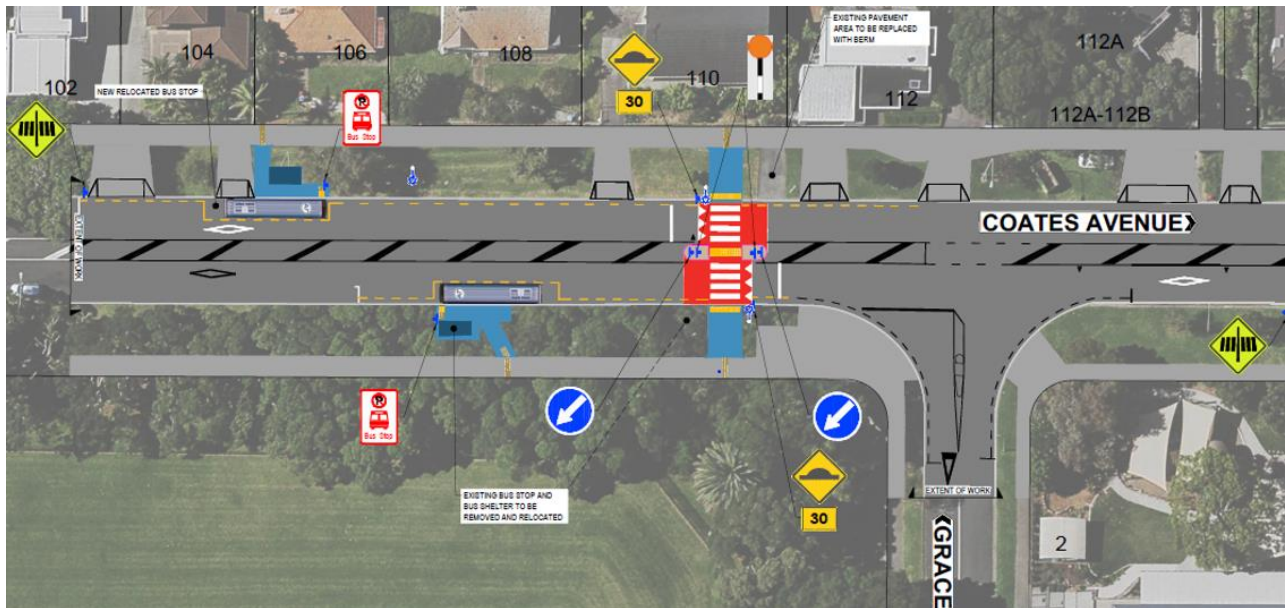 EXISTING PAVEMENT
AREA TO BE REPLACED
WITH BERM
104
106
108
110
112
112A
112A-112B
102
NEW RELOCATED BUS STOP
30
Bus Stop
EXTENT OF WORK
COATES AVENUE
Bus Stop
EXISTING BUS STOP AND
BUS SHELTER TO BE
REMOVED AND RELOCATED
30
EXTENT OF WORK
GRACE
2